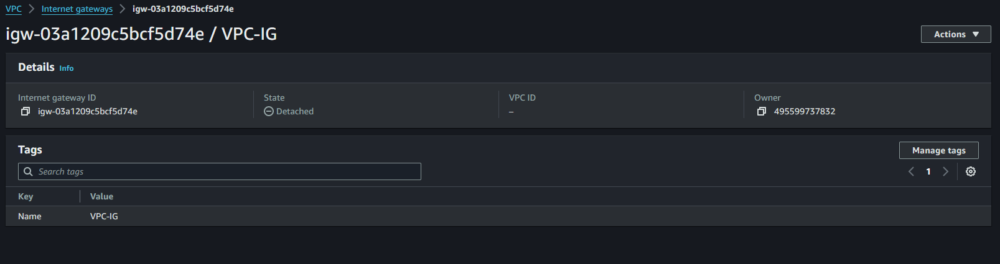 VPC > Internet gateways > igw-03a1209c5bcf5d74e
igw-03a1209c5bcf5d74e / VPC-IG
Actions
Details Info
Internet gateway ID State VPC ID Owner
igw-03a1209c5bcf5d74e Detached – 495599737832
Tags
Manage tags
Search tags
1
Key Value
Name VPC-IG